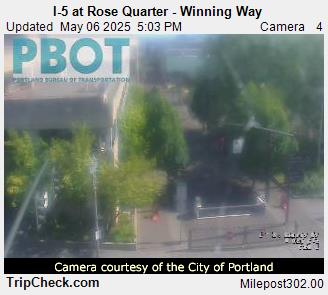 I-5 at Rose Quarter - Winning Way
Updated May 06 2025 5:03 PM Camera 4
PBOT
PORTLAND BUREAU OF TRANSPORTATION
Camera courtesy of the City of Portland
TripCheck.com Milepost302.00